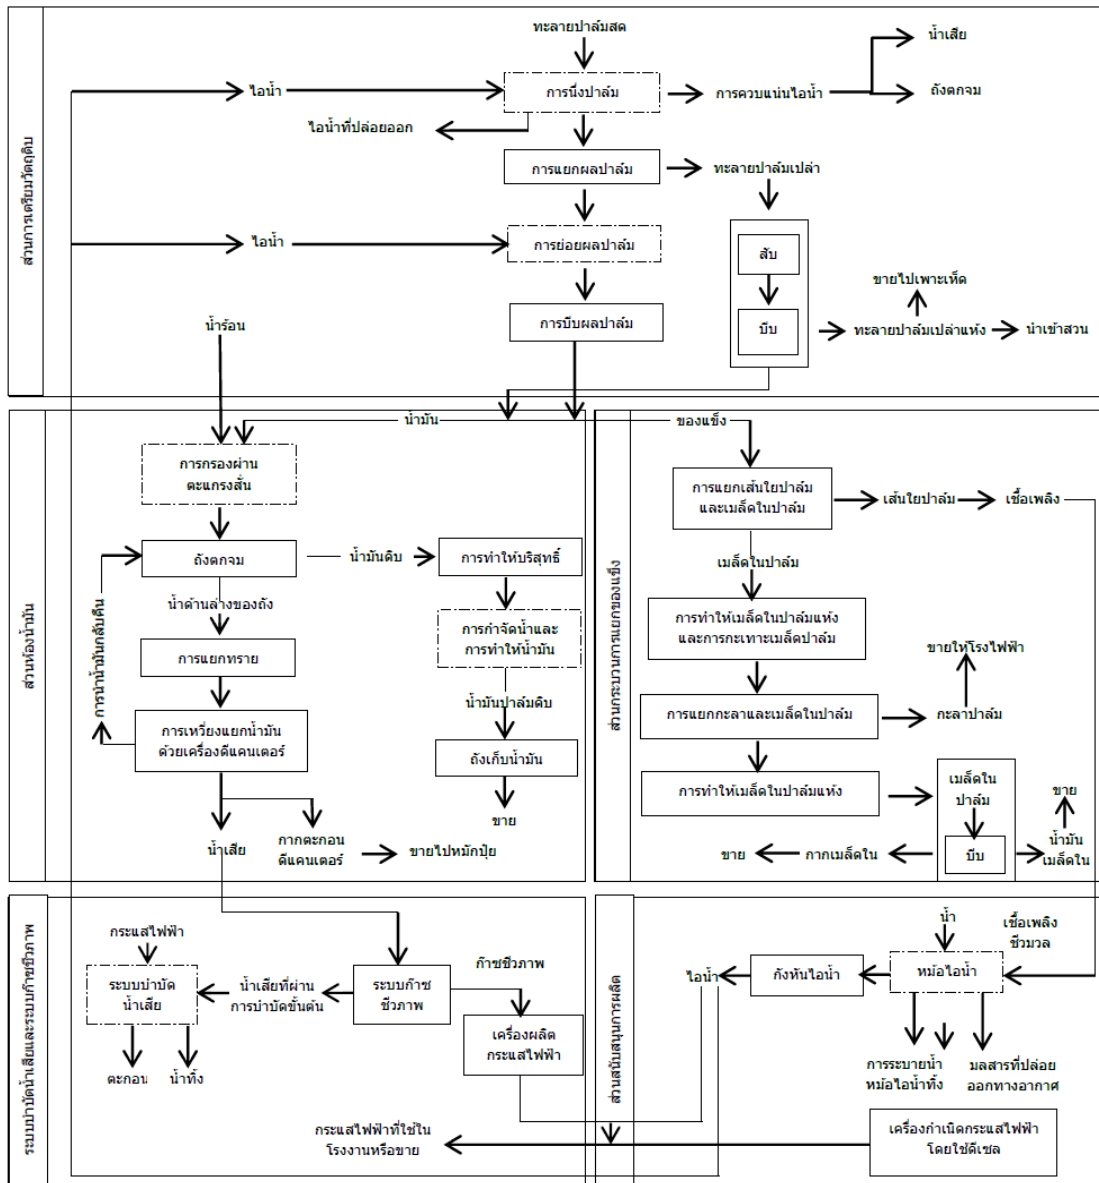 ส่วนการเตรียมวัตถุดิบ
ทะลายปาล์มสด
ไอน้ำ
การนึ่งปาล์ม
การควบแน่นไอน้ำ
น้ำเสีย
ถังตกจม
ไอน้ำที่ปล่อยออก
การแยกผลปาล์ม
ทะลายปาล์มเปล่า
ไอน้ำ
การย่อยผลปาล์ม
สับ
บีบ
ขายไปเพาะเห็ด
ทะลายปาล์มเปล่าแห้ง
นำเข้าสวน
น้ำร้อน
การบีบผลปาล์ม
ส่วนห้องน้ำมัน
น้ำมัน
การกรองผ่าน
ตะแกรงสั่น
ถังตกจม
น้ำมันดิบ
การทำให้บริสุทธิ์
น้ำด้านล่างของถัง
การกำจัดน้ำและ
การทำให้น้ำมัน
การแยกทราย
การนำน้ำมันกลับคืน
น้ำมันปาล์มดิบ
การเหวี่ยงแยกน้ำมัน
ด้วยเครื่องดีแคนเตอร์
ถังเก็บน้ำมัน
ขาย
น้ำเสีย
กากตะกอน
ดีแคนเตอร์
ขายไปหมักปุ๋ย
ส่วนกระบวนการแยกของแข็ง
ของแข็ง
การแยกเส้นใยปาล์ม
และเมล็ดในปาล์ม
เส้นใยปาล์ม
เชื้อเพลิง
เมล็ดในปาล์ม
การทำให้เมล็ดในปาล์มแห้ง
และการกะเทาะเมล็ดปาล์ม
ขายให้โรงไฟฟ้า
การแยกกะลาและเมล็ดในปาล์ม
กะลาปาล์ม
การทำให้เมล็ดในปาล์มแห้ง
เมล็ดใน
ปาล์ม
บีบ
ขาย
น้ำมัน
เมล็ดใน
กากเมล็ดใน
ขาย
ระบบบำบัดน้ำเสียและระบบก๊าซชีวภาพ
กระแสไฟฟ้า
ระบบบำบัด
น้ำเสีย
น้ำเสียที่ผ่าน
การบำบัดขั้นต้น
ระบบก๊าซ
ชีวภาพ
ก๊าซชีวภาพ
เครื่องผลิต
กระแสไฟฟ้า
ตะกอน
น้ำทิ้ง
กระแสไฟฟ้าที่ใช้ใน
โรงงานหรือขาย
ส่วนสนับสนุนการผลิต
น้ำ
เชื้อเพลิง
ชีวมวล
ไอน้ำ
กังหันไอน้ำ
หม้อไอน้ำ
การระบายน้ำ
หม้อไอน้ำทิ้ง
มลสารที่ปล่อย
ออกทางอากาศ
เครื่องกำเนิดกระแสไฟฟ้า
โดยใช้ดีเซล